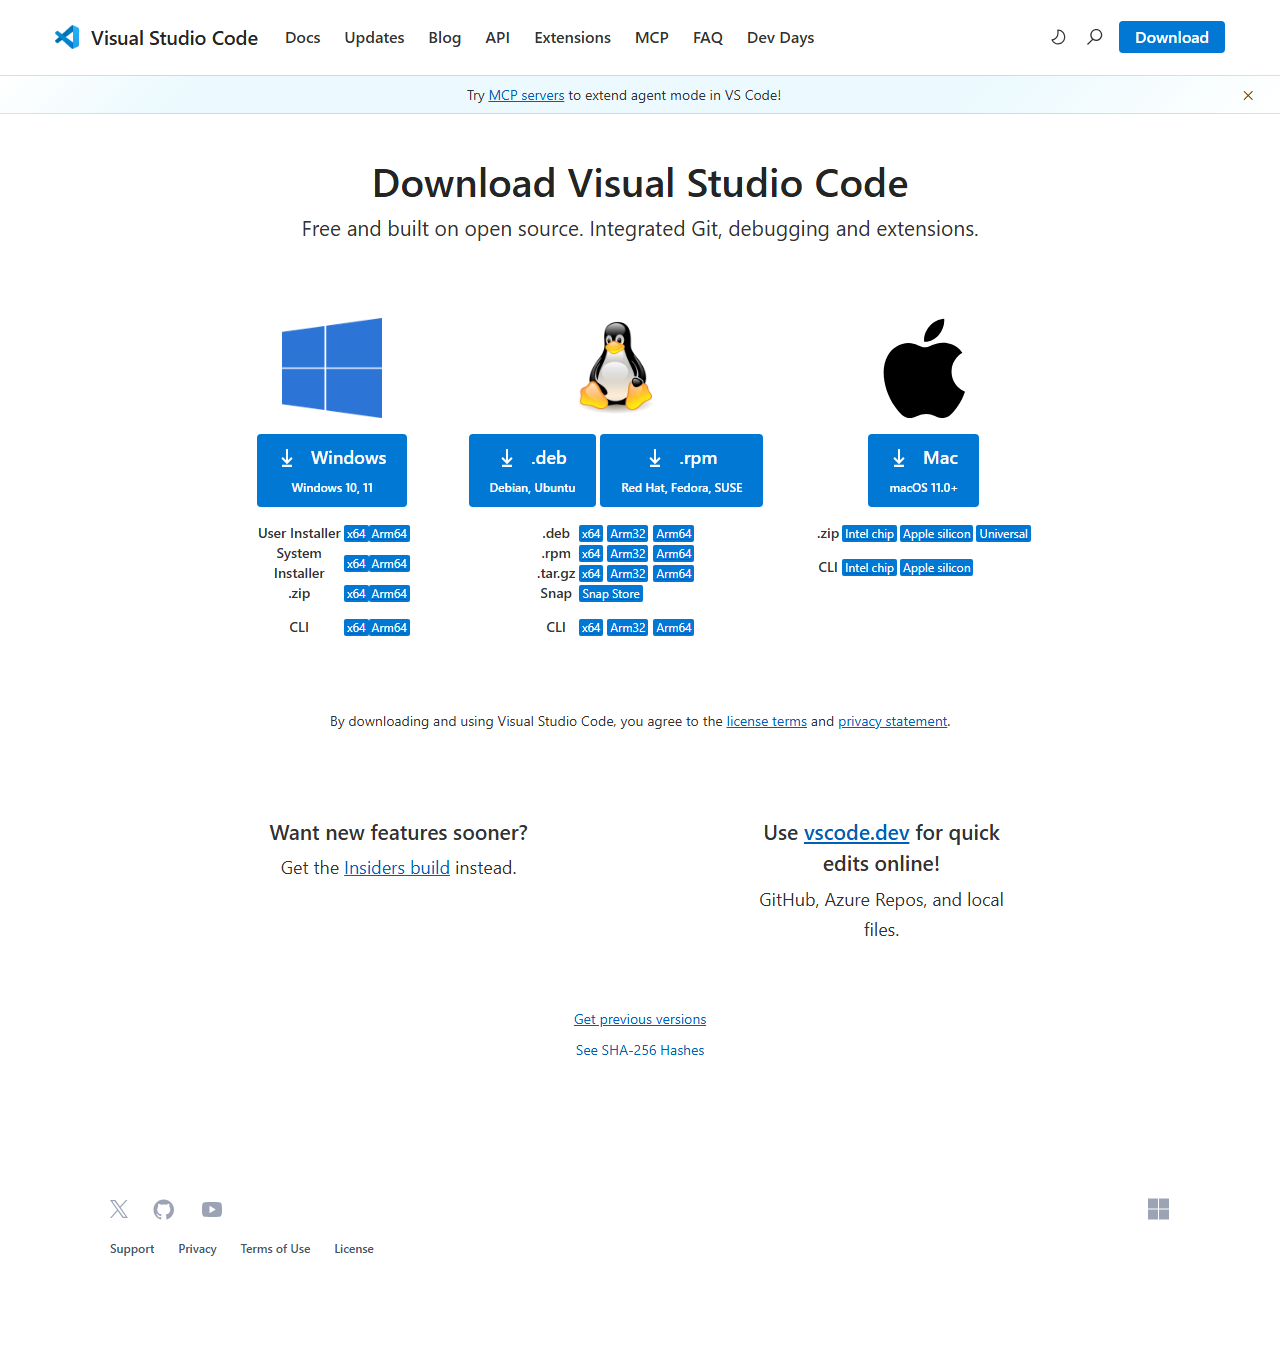 Visual Studio Code Docs Updates Blog API Extensions MCP FAQ Dev Days Download
Try MCP servers to extend agent mode in VS Code!
Download Visual Studio Code
Free and built on open source. Integrated Git, debugging and extensions.
Windows
Windows 10, 11
User Installer x64 Arm64
System Installer x64 Arm64
.zip x64 Arm64
CLI x64 Arm64
.deb
Debian, Ubuntu
.rpm
Red Hat, Fedora, SUSE
.deb x64 Arm32 Arm64
.rpm x64 Arm32 Arm64
.tar.gz x64 Arm32 Arm64
Snap Snap Store
CLI x64 Arm32 Arm64
Mac
macOS 11.0+
.zip Intel chip Apple silicon Universal
CLI Intel chip Apple silicon
By downloading and using Visual Studio Code, you agree to the license terms and privacy statement.
Want new features sooner?
Get the Insiders build instead.
Use vscode.dev for quick
edits online!
GitHub, Azure Repos, and local
files.
Get previous versions
See SHA-256 Hashes
Support Privacy Terms of Use License